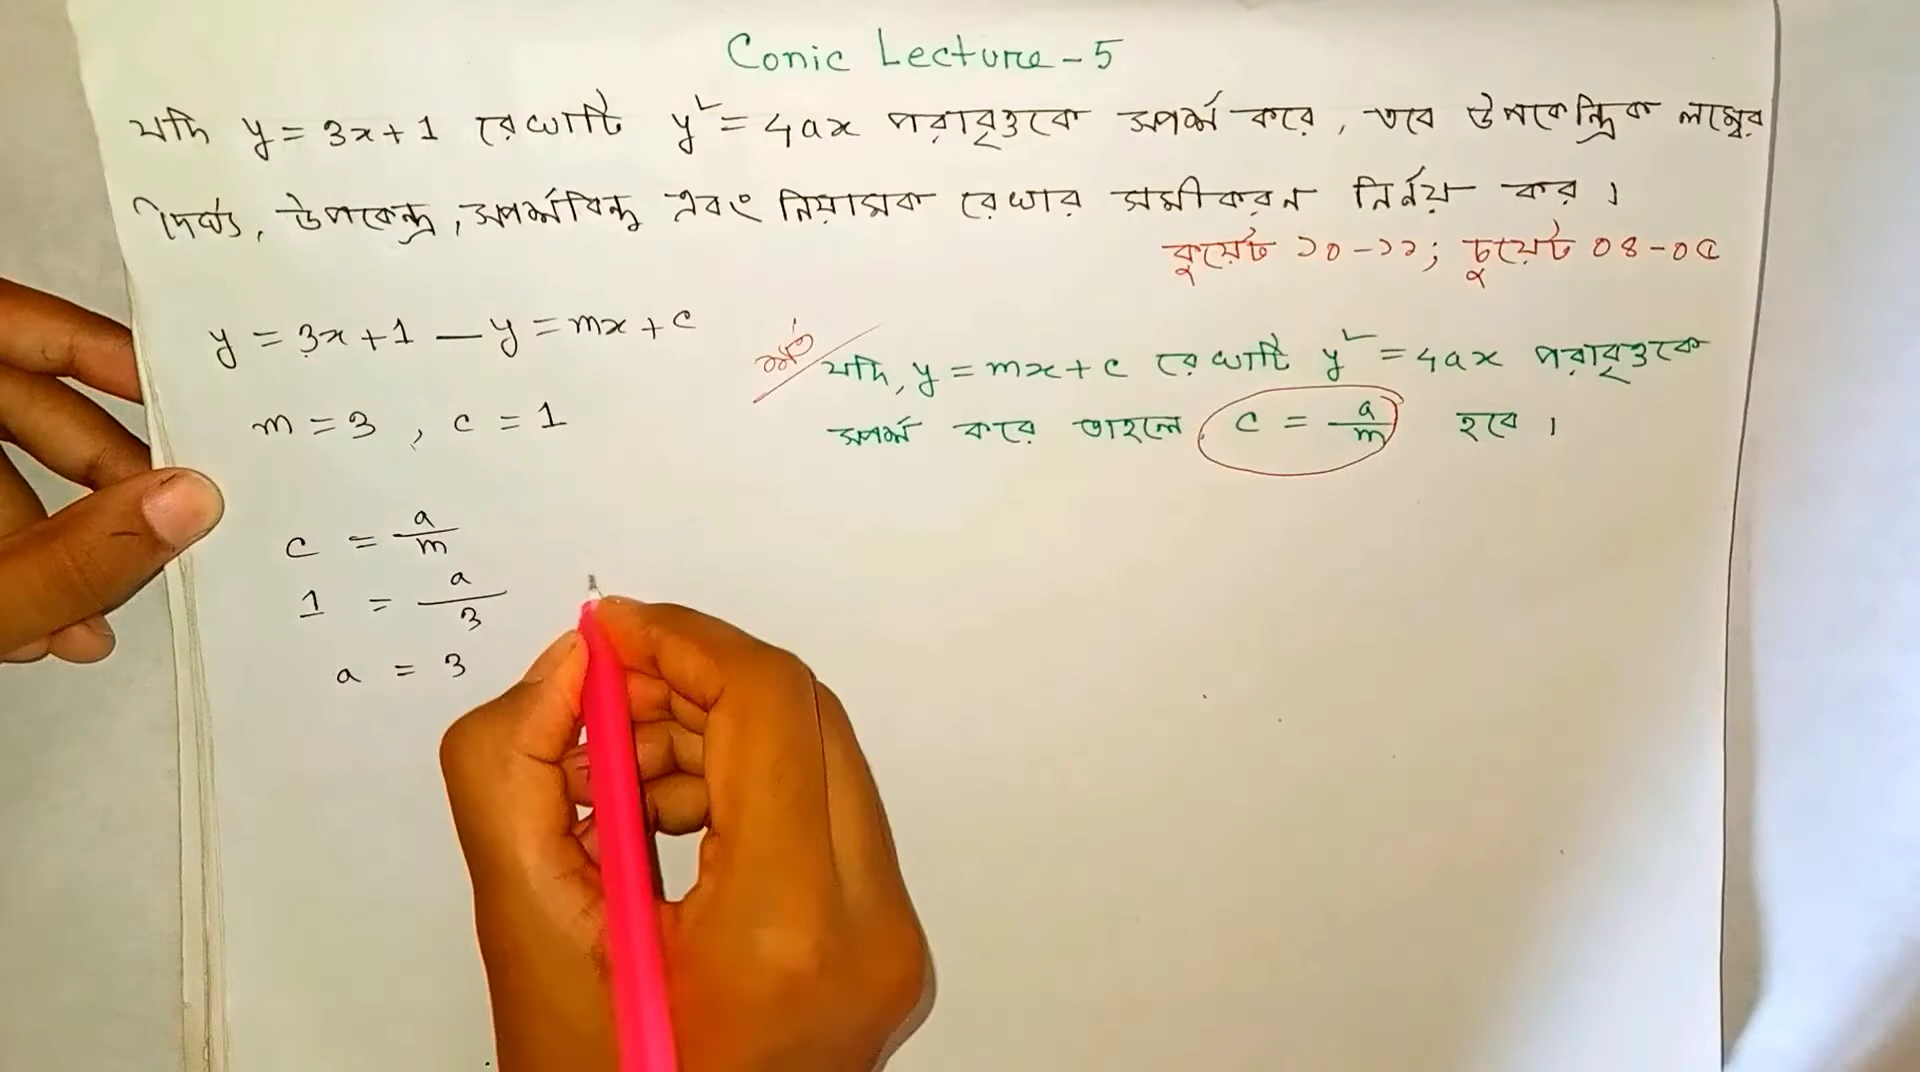 Conic Lecture - 5
যদি y = 3x + 1 রেখাটি y² = 4ax পরাবৃত্তকে স্পর্শ করে, তবে উপকেন্দ্রিক লম্বের
দৈর্ঘ্য, উপকেন্দ্র, স্পর্শবিন্দু এবং নিয়ামক রেখার সমীকরন নির্নয় কর।
কুয়েট ১০-১১; চুয়েট ০৪-০৫
y = 3x + 1 — y = mx + c
যদি, y = mx + c রেখাটি y² = 4ax পরাবৃত্তকে
m = 3 , c = 1
স্পর্শ করে তাহলে c = a/m হবে।
c = a/m
1 = a/3
a = 3